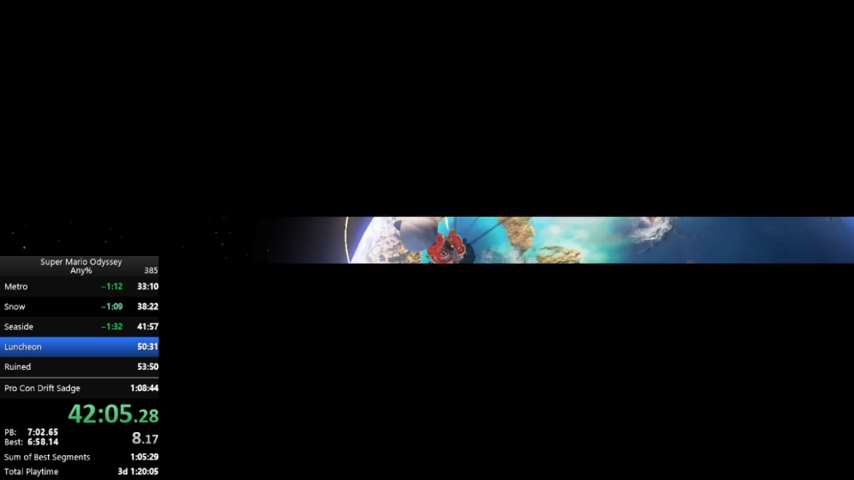 Super Mario Odyssey
Any% 385
Metro -1:12 33:10
Snow -1:09 38:22
Seaside -1:32 41:57
Luncheon 50:31
Ruined 53:50
Pro Con Drift Sadge 1:08:44
42:05.28
PB: 7:02.65
Best: 6:58.14
8.17
Sum of Best Segments 1:05:29
Total Playtime 3d 1:20:05